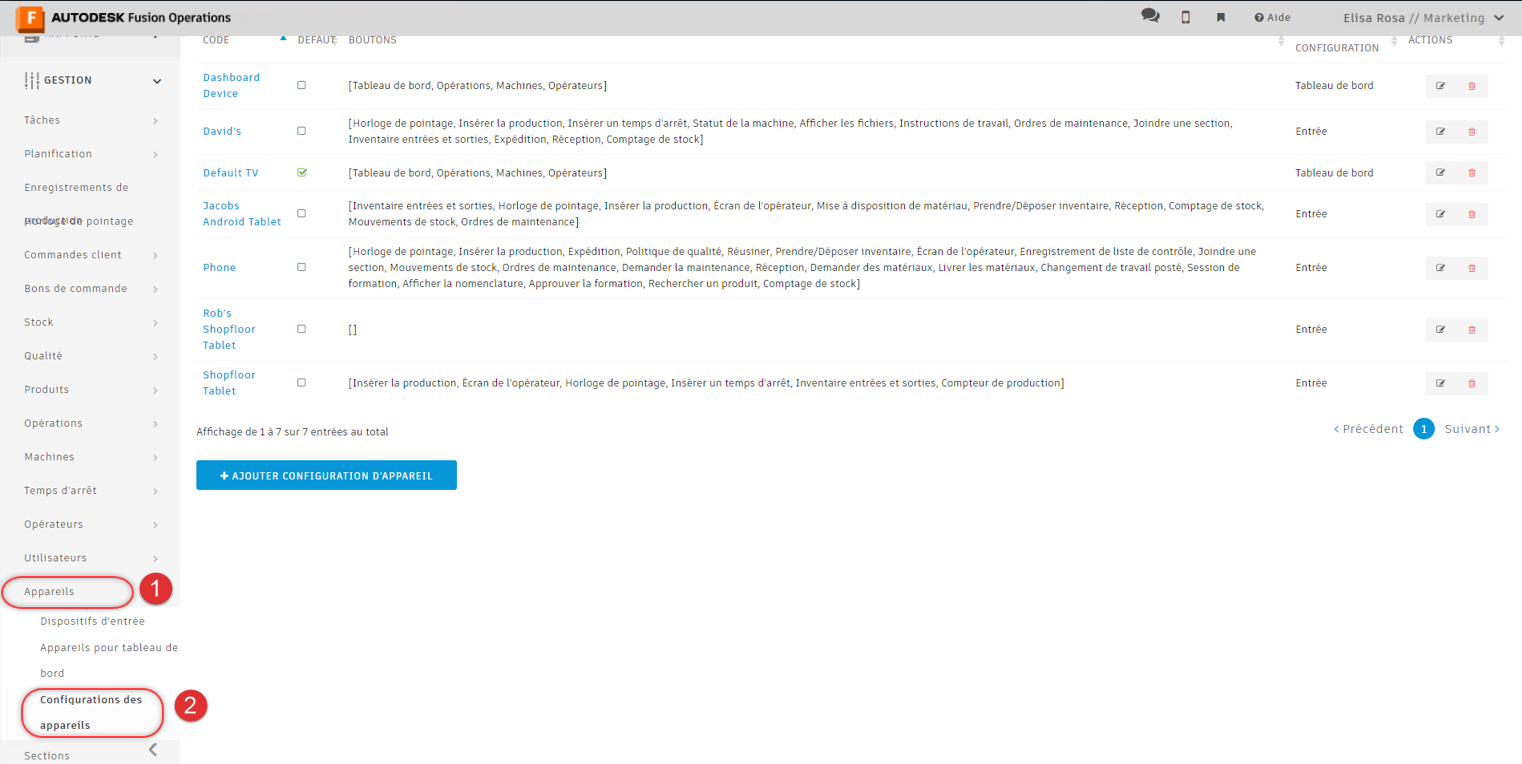 F AUTODESK Fusion Operations
Aide
Elisa Rosa // Marketing
GESTION
Tâches
Planification
Enregistrements de
production
Horloge de pointage
Commandes client
Bons de commande
Stock
Qualité
Produits
Opérations
Machines
Temps d'arrêt
Opérateurs
Utilisateurs
Appareils
1
Dispositifs d'entrée
Appareils pour tableau de
bord
Configurations des
appareils
2
Sections
CODE DÉFAUT BOUTONS CONFIGURATION ACTIONS
Dashboard
Device
[Tableau de bord, Opérations, Machines, Opérateurs]
Tableau de bord
David's
[Horloge de pointage, Insérer la production, Insérer un temps d'arrêt, Statut de la machine, Afficher les fichiers, Instructions de travail, Ordres de maintenance, Joindre une section,
Inventaire entrées et sorties, Expédition, Réception, Comptage de stock]
Entrée
Default TV
[Tableau de bord, Opérations, Machines, Opérateurs]
Tableau de bord
Jacobs
Android Tablet
[Inventaire entrées et sorties, Horloge de pointage, Insérer la production, Écran de l'opérateur, Mise à disposition de matériau, Prendre/Déposer inventaire, Réception, Comptage de stock,
Mouvements de stock, Ordres de maintenance]
Entrée
Phone
[Horloge de pointage, Insérer la production, Expédition, Politique de qualité, Réusiner, Prendre/Déposer inventaire, Écran de l'opérateur, Enregistrement de liste de contrôle, Joindre une
section, Mouvements de stock, Ordres de maintenance, Demander la maintenance, Réception, Demander des matériaux, Livrer les matériaux, Changement de travail posté, Session de
formation, Afficher la nomenclature, Approuver la formation, Rechercher un produit, Comptage de stock]
Entrée
Rob's
Shopfloor
Tablet
[]
Entrée
Shopfloor
Tablet
[Insérer la production, Écran de l'opérateur, Horloge de pointage, Insérer un temps d'arrêt, Inventaire entrées et sorties, Compteur de production]
Entrée
Affichage de 1 à 7 sur 7 entrées au total
Précédent 1 Suivant
+ AJOUTER CONFIGURATION D'APPAREIL